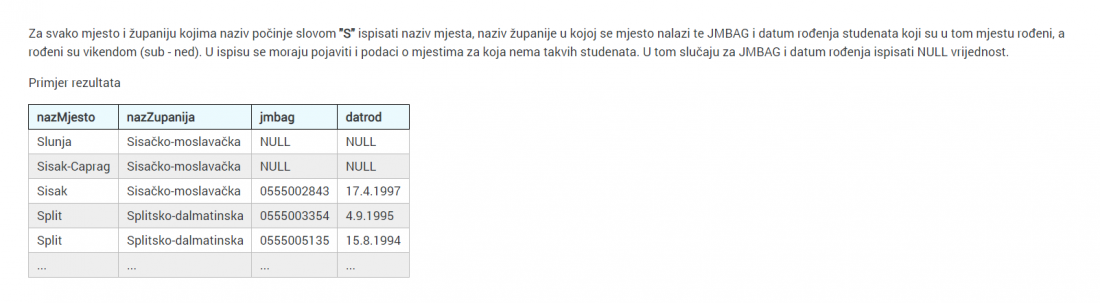 Za svako mjesto i županiju kojima naziv počinje slovom "S" ispisati naziv mjesta, naziv županije u kojoj se mjesto nalazi te JMBAG i datum rođenja studenata koji su u tom mjestu rođeni, a
rođeni su vikendom (sub - ned). U ispisu se moraju pojaviti i podaci o mjestima za koja nema takvih studenata. U tom slučaju za JMBAG i datum rođenja ispisati NULL vrijednost.
Primjer rezultata
nazMjesto nazZupanija jmbag datrod
Slunja Sisačko-moslavačka NULL NULL
Sisak-Caprag Sisačko-moslavačka NULL NULL
Sisak Sisačko-moslavačka 0555002843 17.4.1997
Split Splitsko-dalmatinska 0555003354 4.9.1995
Split Splitsko-dalmatinska 0555005135 15.8.1994
... ... ... ...